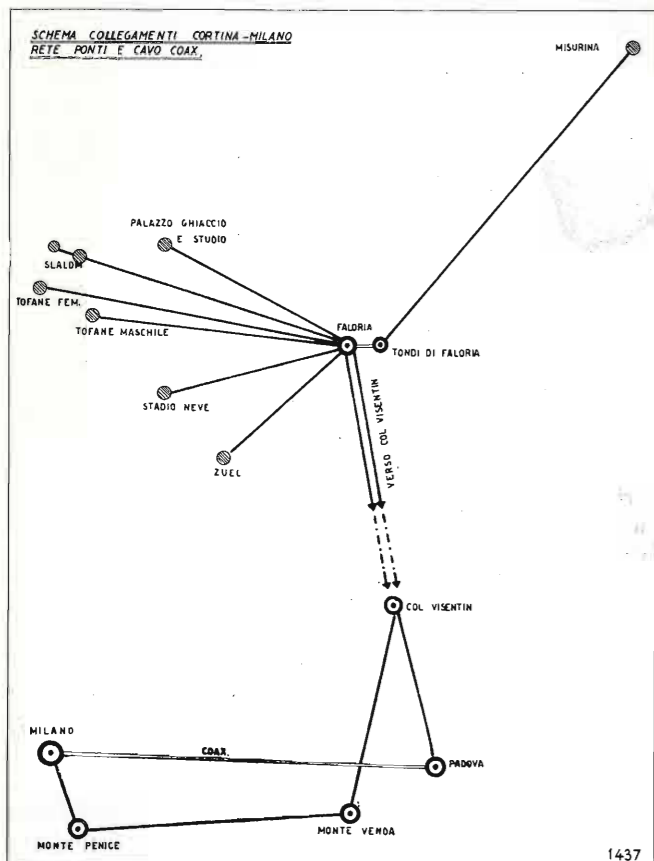 SCHEMA COLLEGAMENTI CORTINA-MILANO
RETE PONTI E CAVO COAX.
MISURINA
PALAZZO GHIACCIO
E STUDIO
SLALOM
TOFANE FEM.
TOFANE MASCHILE
FALORIA
TONDI DI FALORIA
STADIO NEVE
VERSO COL VISENTIN
ZUEL
COL VISENTIN
MILANO
COAX.
PADOVA
MONTE VENDA
MONTE PENICE
1437